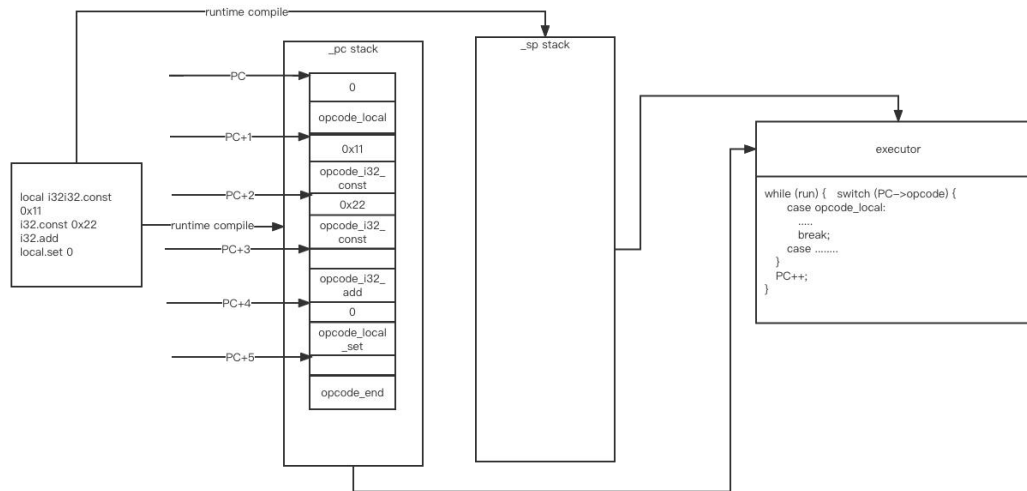 runtime compile
_pc stack
_sp stack
PC
0
opcode_local
PC+1
0x11
executor
opcode_i32_
const
PC+2
0x22
local i32i32.const
0x11
i32.const 0x22
i32.add
local.set 0
runtime compile
opcode_i32_
const
PC+3
while (run) { switch (PC->opcode) {
case opcode_local:
.....
break;
case ........
}
PC++;
}
opcode_i32_
add
PC+4
0
opcode_local
_set
PC+5
opcode_end